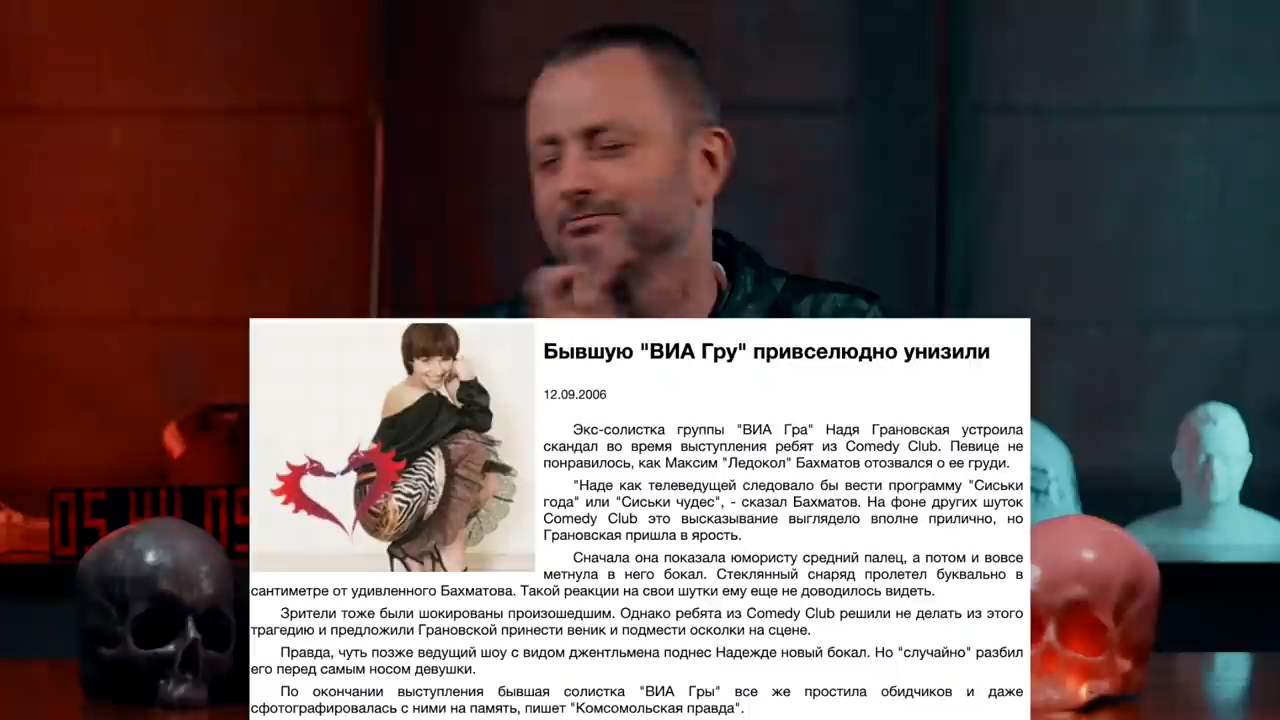 Бывшую "ВИА Гру" привселюдно унизили
12.09.2006
Экс-солистка группы "ВИА Гра" Надя Грановская устроила
скандал во время выступления ребят из Comedy Club. Певице не
понравилось, как Максим "Ледокол" Бахматов отозвался о ее груди.
"Наде как телеведущей следовало бы вести программу "Сиськи
года" или "Сиськи чудес", - сказал Бахматов. На фоне других шуток
Comedy Club это высказывание выглядело вполне прилично, но
Грановская пришла в ярость.
Сначала она показала юмористу средний палец, а потом и вовсе
метнула в него бокал. Стеклянный снаряд пролетел буквально в
сантиметре от удивленного Бахматова. Такой реакции на свои шутки ему еще не доводилось видеть.
Зрители тоже были шокированы произошедшим. Однако ребята из Comedy Club решили не делать из этого
трагедию и предложили Грановской принести веник и подмести осколки на сцене.
Правда, чуть позже ведущий шоу с видом джентльмена поднес Надежде новый бокал. Но "случайно" разбил
его перед самым носом девушки.
По окончании выступления бывшая солистка "ВИА Гры" все же простила обидчиков и даже
сфотографировалась с ними на память, пишет "Комсомольская правда".